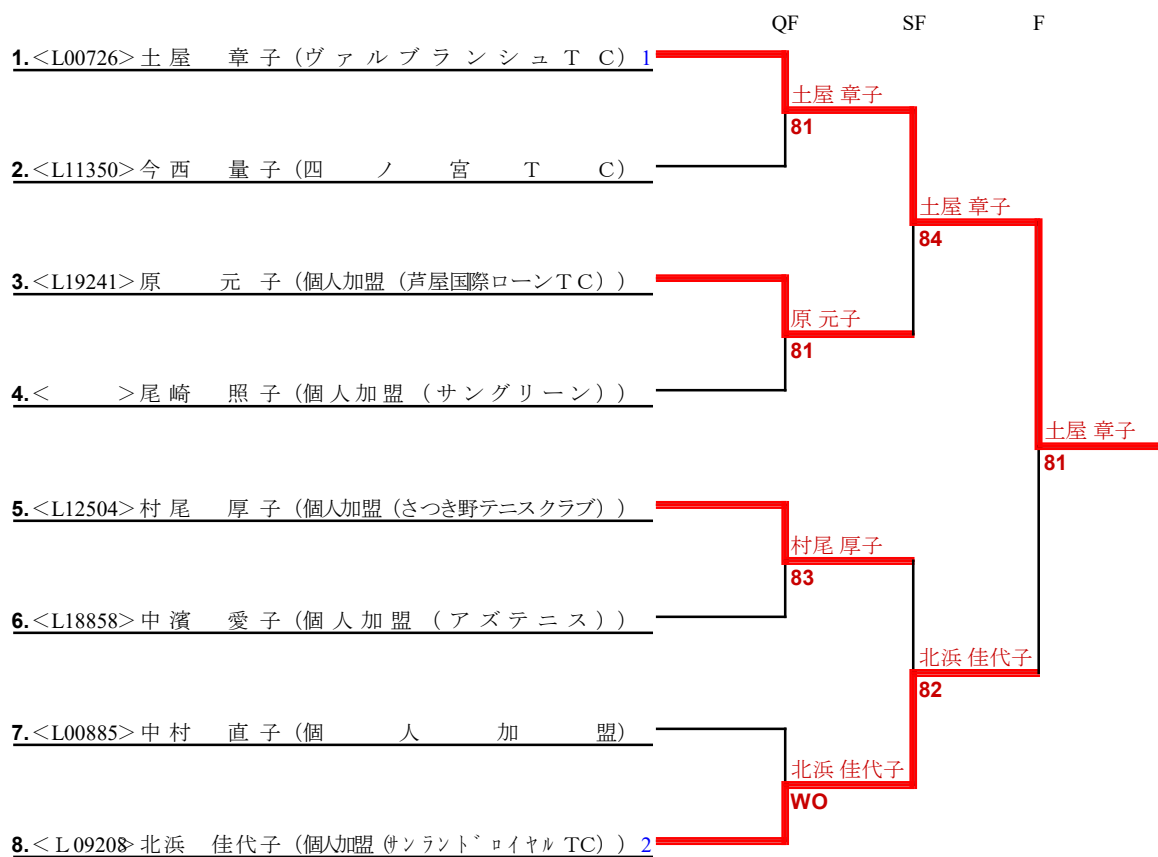 QF SF F
1.<L00726>土屋 章子(ヴァルブランシュＴＣ) 1
土屋 章子
81
2.<L11350>今西 量子(四ノ宮ＴＣ)
土屋 章子
84
3.<L19241>原 元子(個人加盟(芦屋国際ローンＴＣ))
原 元子
81
4.< >尾崎 照子(個人加盟(サングリーン))
土屋 章子
81
5.<L12504>村尾 厚子(個人加盟(さつき野テニスクラブ))
村尾 厚子
83
6.<L18858>中濱 愛子(個人加盟(アズテニス))
北浜 佳代子
82
7.<L00885>中村 直子(個人加盟)
北浜 佳代子
WO
8.<L09208>北浜 佳代子(個人加盟(ｻﾝﾗﾝﾄﾞﾛｲﾔﾙ TC)) 2